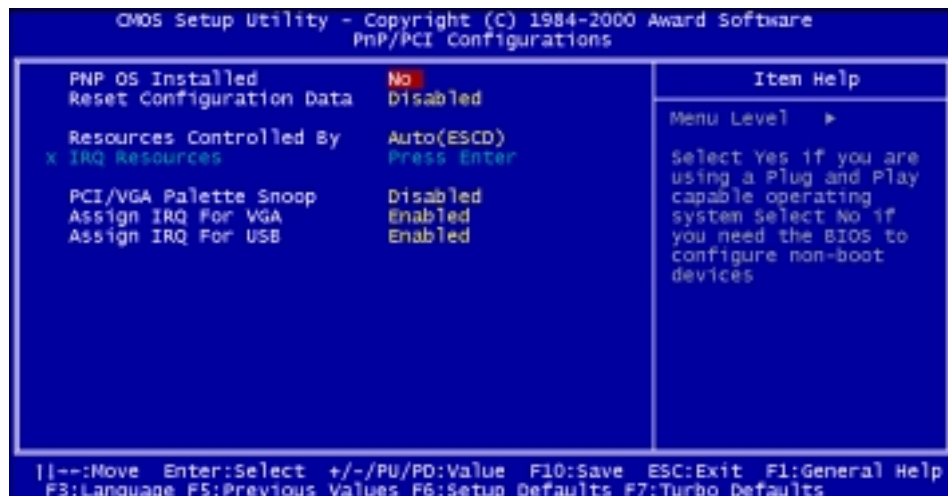 CMOS Setup Utility - Copyright (C) 1984-2000 Award Software
PnP/PCI Configurations
PNP OS Installed No
Reset Configuration Data Disabled
Resources Controlled By Auto(ESCD)
x IRQ Resources Press Enter
PCI/VGA Palette Snoop Disabled
Assign IRQ For VGA Enabled
Assign IRQ For USB Enabled
Item Help
Menu Level ►
Select Yes if you are
using a Plug and Play
capable operating
system Select No if
you need the BIOS to
configure non-boot
devices
||--:Move Enter:Select +/-/PU/PD:Value F10:Save ESC:Exit F1:General Help
F3:Language F5:Previous Values F6:Setup Defaults F7:Turbo Defaults